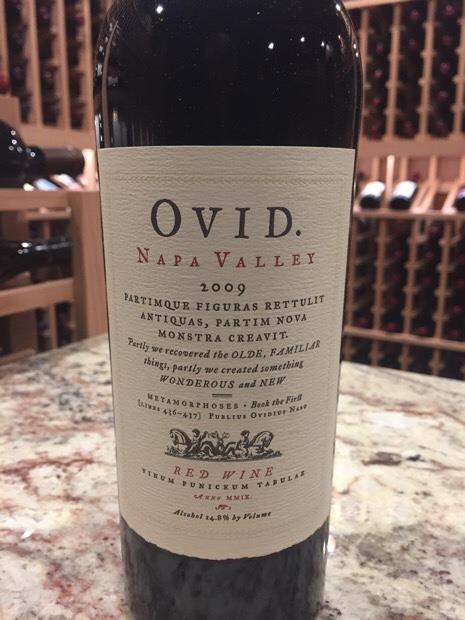 OVID.
NAPA VALLEY
2009
PARTIMQUE FIGURAS RETTULIT
ANTIQUAS, PARTIM NOVA
MONSTRA CREAVIT.
Partly we recovered the OLDE, FAMILIAR
things, partly we created something
WONDEROUS and NEW
METAMORPHOSES • Book the First
[LINES 436–437] PUBLIUS OVIDIUS NASO
RED WINE
VINUM PUNICEUM TABULAE
ANNO MMIX.
Alcohol 14.8% by Volume